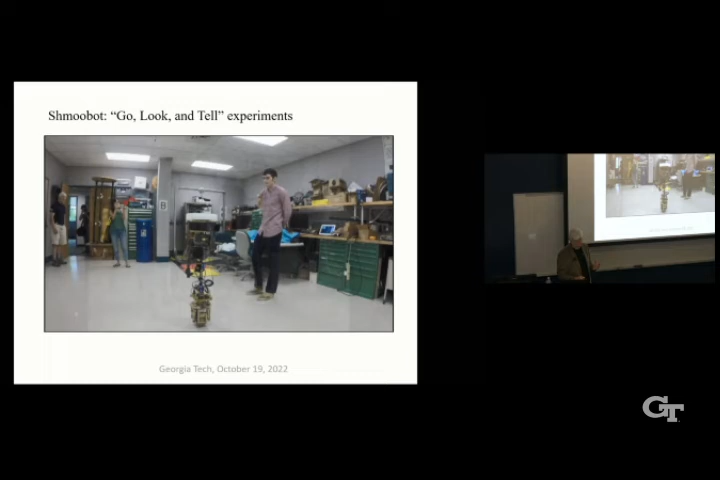 Shmoobot: “Go, Look, and Tell” experiments
B
Georgia Tech, October 19, 2022
GT